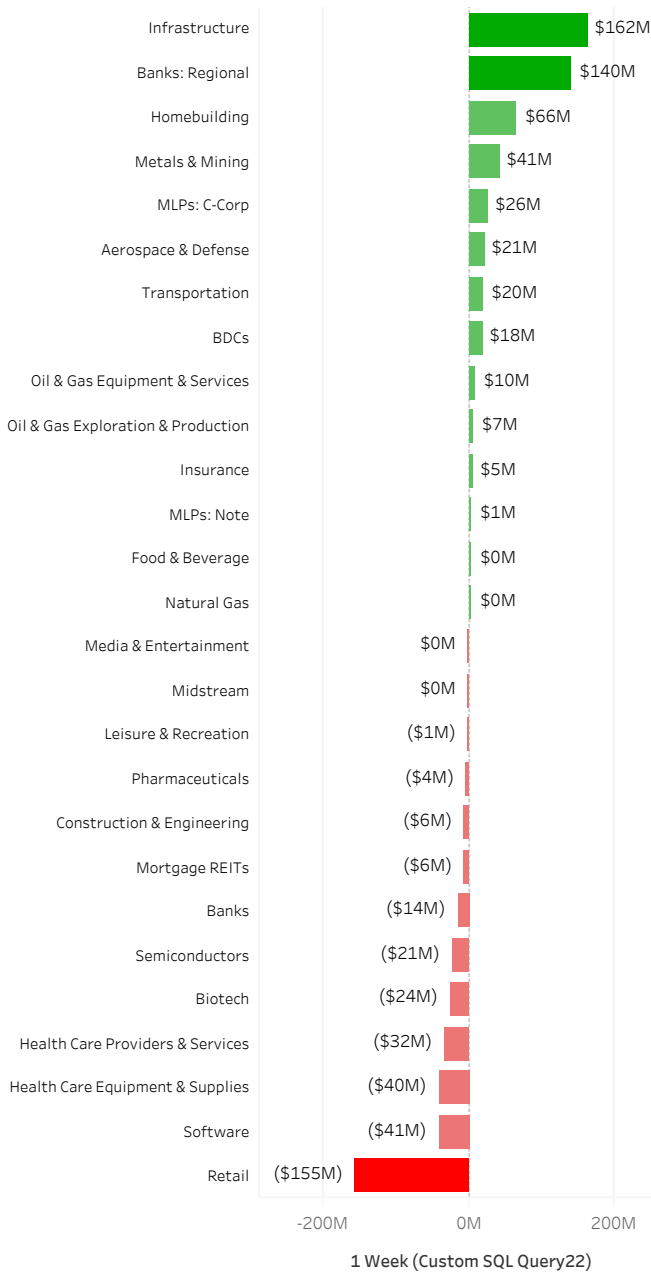 Infrastructure $162M
Banks: Regional $140M
Homebuilding $66M
Metals & Mining $41M
MLPs: C-Corp $26M
Aerospace & Defense $21M
Transportation $20M
BDCs $18M
Oil & Gas Equipment & Services $10M
Oil & Gas Exploration & Production $7M
Insurance $5M
MLPs: Note $1M
Food & Beverage $0M
Natural Gas $0M
Media & Entertainment $0M
Midstream $0M
Leisure & Recreation ($1M)
Pharmaceuticals ($4M)
Construction & Engineering ($6M)
Mortgage REITs ($6M)
Banks ($14M)
Semiconductors ($21M)
Biotech ($24M)
Health Care Providers & Services ($32M)
Health Care Equipment & Supplies ($40M)
Software ($41M)
Retail ($155M)
-200M 0M 200M
1 Week (Custom SQL Query22)